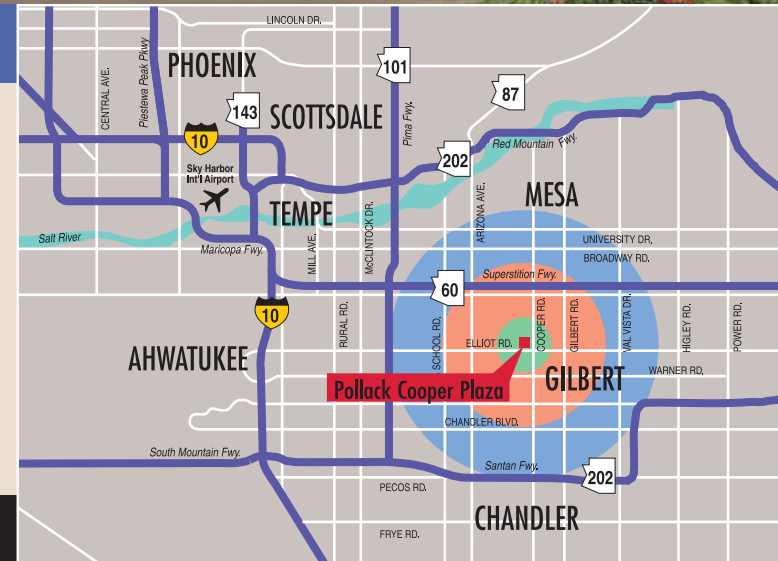 LINCOLN DR.
PHOENIX
CENTRAL AVE.
Piestewa Peak Pkwy
101
Pima Fwy.
87
143
SCOTTSDALE
10
202
Red Mountain Fwy.
Sky Harbor
Int'l Airport
MESA
TEMPE
ARIZONA AVE.
McCLINTOCK DR.
MILL AVE.
Salt River
Maricopa Fwy.
UNIVERSITY DR.
BROADWAY RD.
Superstition Fwy.
60
10
RURAL RD.
SCHOOL RD.
COOPER RD.
GILBERT RD.
VAL VISTA DR.
HIGLEY RD.
POWER RD.
ELLIOT RD.
AHWATUKEE
GILBERT
WARNER RD.
Pollack Cooper Plaza
CHANDLER BLVD.
South Mountain Fwy.
Santan Fwy.
202
PECOS RD.
CHANDLER
FRYE RD.